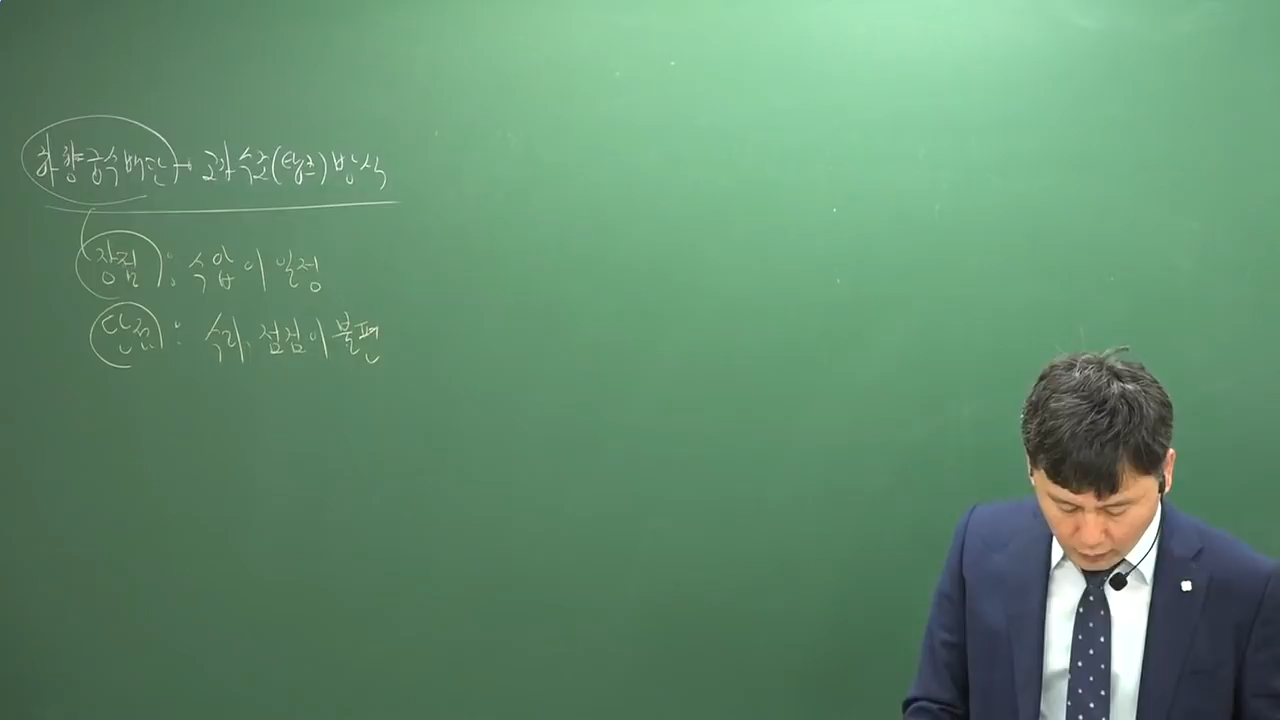 하향급수배관 → 고가수조(탱크)방식
장점 : 수압이 일정
단점 : 수리, 점검이 불편